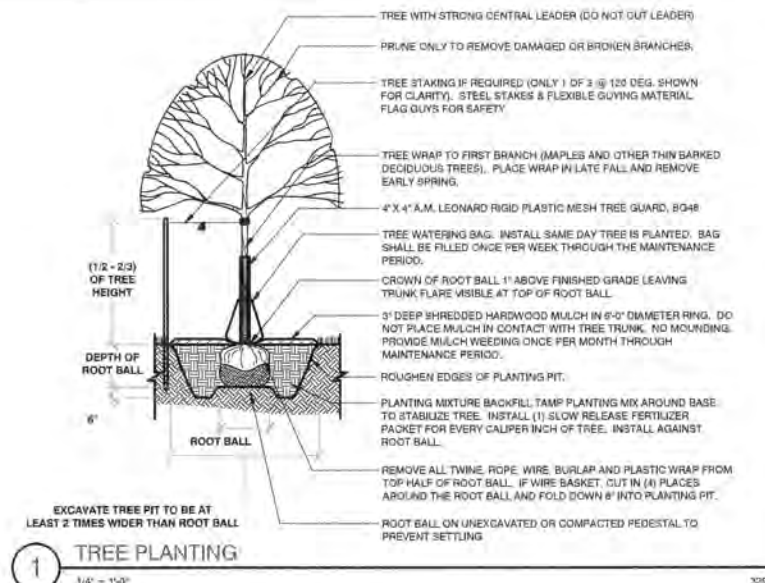 TREE WITH STRONG CENTRAL LEADER (DO NOT CUT LEADER)
PRUNE ONLY TO REMOVE DAMAGED OR BROKEN BRANCHES.
TREE STAKING IF REQUIRED (ONLY 1 OF 3 @ 120 DEG. SHOWN
FOR CLARITY). STEEL STAKES & FLEXIBLE GUYING MATERIAL.
FLAG GUYS FOR SAFETY
TREE WRAP TO FIRST BRANCH (MAPLES AND OTHER THIN BARKED
DECIDUOUS TREES). PLACE WRAP IN LATE FALL AND REMOVE
EARLY SPRING.
4" X 4" A.M. LEONARD RIGID PLASTIC MESH TREE GUARD, BG48
TREE WATERING BAG. INSTALL SAME DAY TREE IS PLANTED. BAG
SHALL BE FILLED ONCE PER WEEK THROUGH THE MAINTENANCE
PERIOD.
(1/2 - 2/3)
OF TREE
HEIGHT
CROWN OF ROOT BALL 1" ABOVE FINISHED GRADE LEAVING
TRUNK FLARE VISIBLE AT TOP OF ROOT BALL
3" DEEP SHREDDED HARDWOOD MULCH IN 6'-0" DIAMETER RING. DO
NOT PLACE MULCH IN CONTACT WITH TREE TRUNK. NO MOUNDING.
PROVIDE MULCH WEEDING ONCE PER MONTH THROUGH
MAINTENANCE PERIOD.
DEPTH OF
ROOT BALL
ROUGHEN EDGES OF PLANTING PIT.
6"
PLANTING MIXTURE BACKFILL TAMP PLANTING MIX AROUND BASE
TO STABILIZE TREE. INSTALL (1) SLOW RELEASE FERTILIZER
PACKET FOR EVERY CALIPER INCH OF TREE. INSTALL AGAINST
ROOT BALL.
ROOT BALL
REMOVE ALL TWINE, ROPE, WIRE, BURLAP AND PLASTIC WRAP FROM
TOP HALF OF ROOT BALL. IF WIRE BASKET, CUT IN (4) PLACES
AROUND THE ROOT BALL AND FOLD DOWN 8" INTO PLANTING PIT.
EXCAVATE TREE PIT TO BE AT
LEAST 2 TIMES WIDER THAN ROOT BALL
ROOT BALL ON UNEXCAVATED OR COMPACTED PEDESTAL TO
PREVENT SETTLING
1 TREE PLANTING
1/4" = 1'-0"